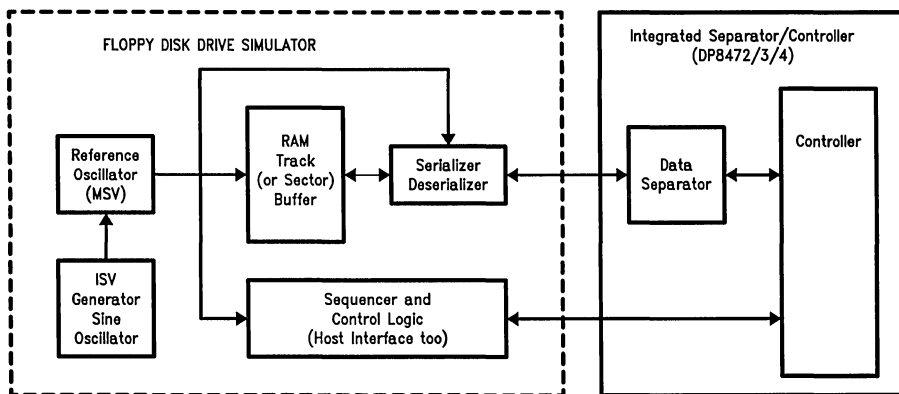 FLOPPY DISK DRIVE SIMULATOR
Integrated Separator/Controller
(DP8472/3/4)
Reference
Oscillator
(MSV)
RAM
Track
(or Sector)
Buffer
Serializer
Deserializer
Data
Separator
Controller
ISV
Generator
Sine
Oscillator
Sequencer and
Control Logic
(Host Interface too)